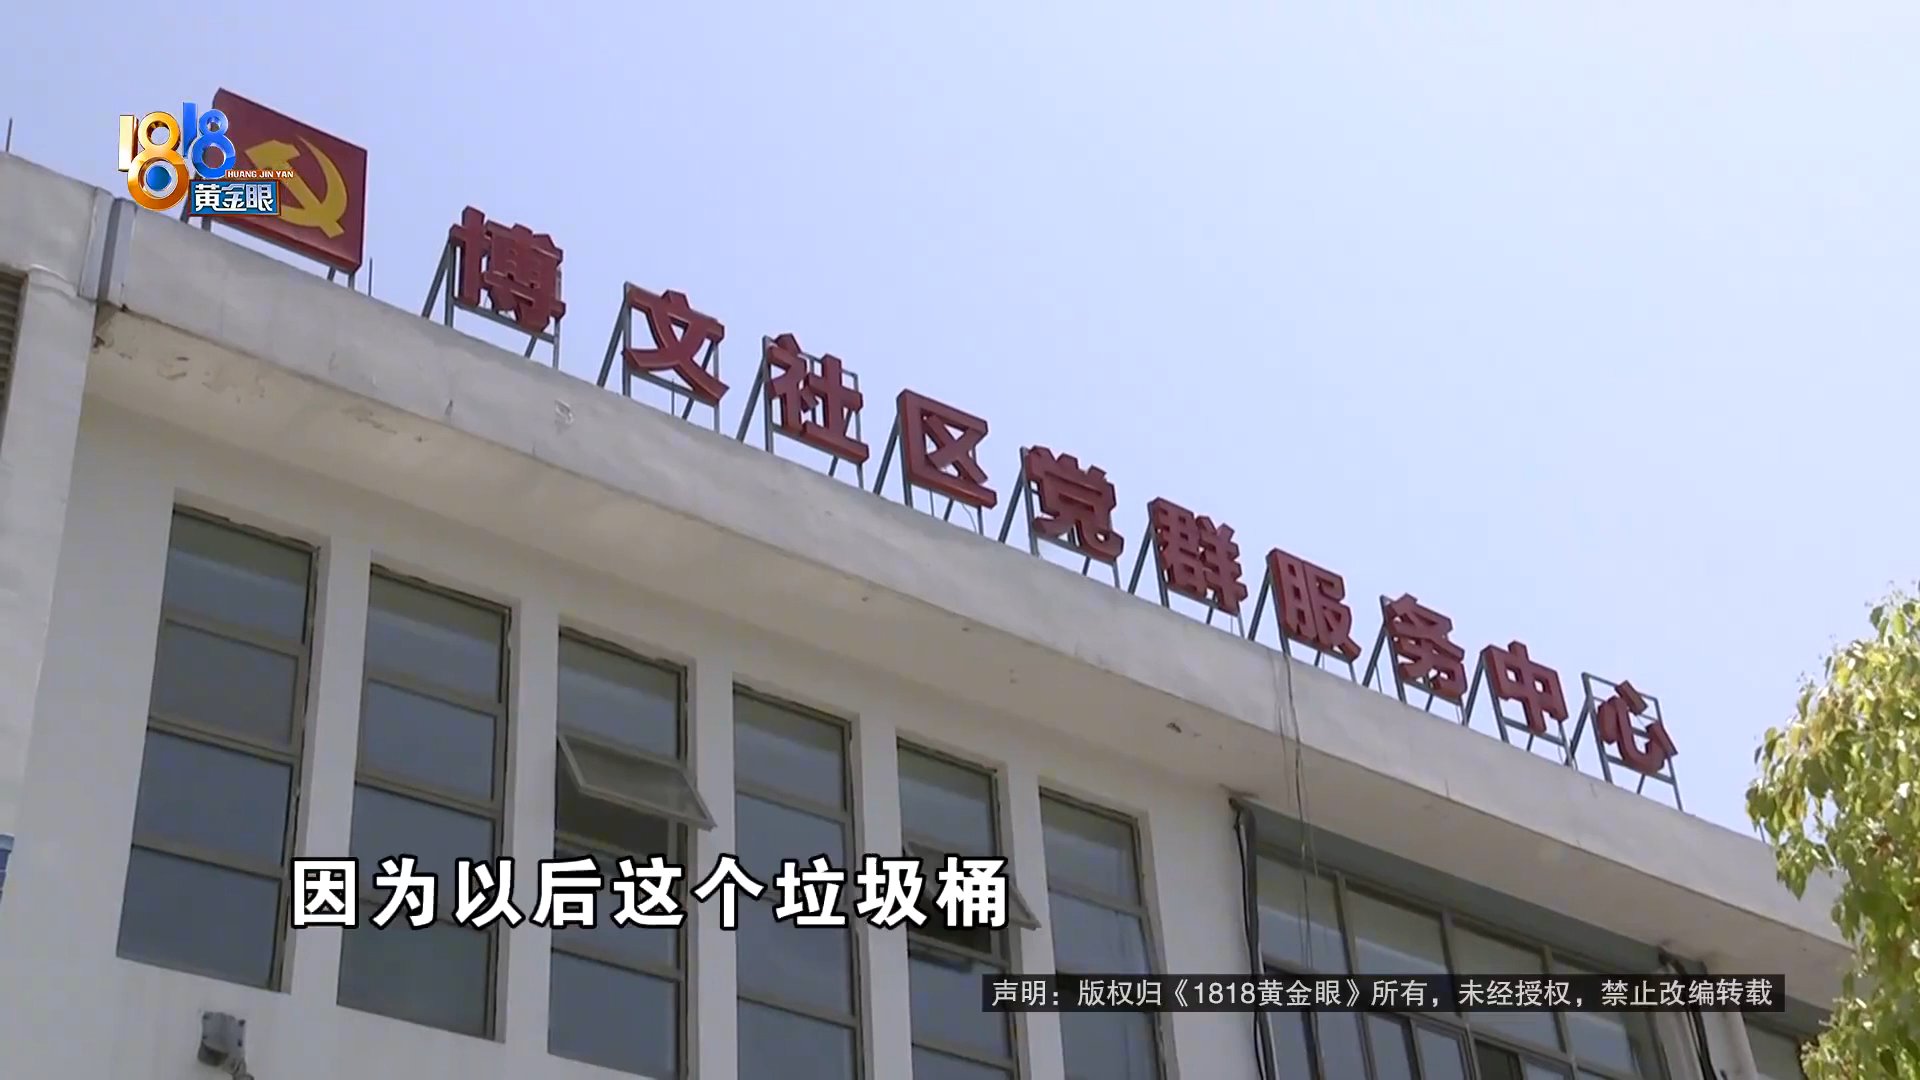 1818
HUANG JIN YAN
黄金眼
博文社区党群服务中心
因为以后这个垃圾桶
声明：版权归《1818黄金眼》所有，未经授权，禁止改编转载